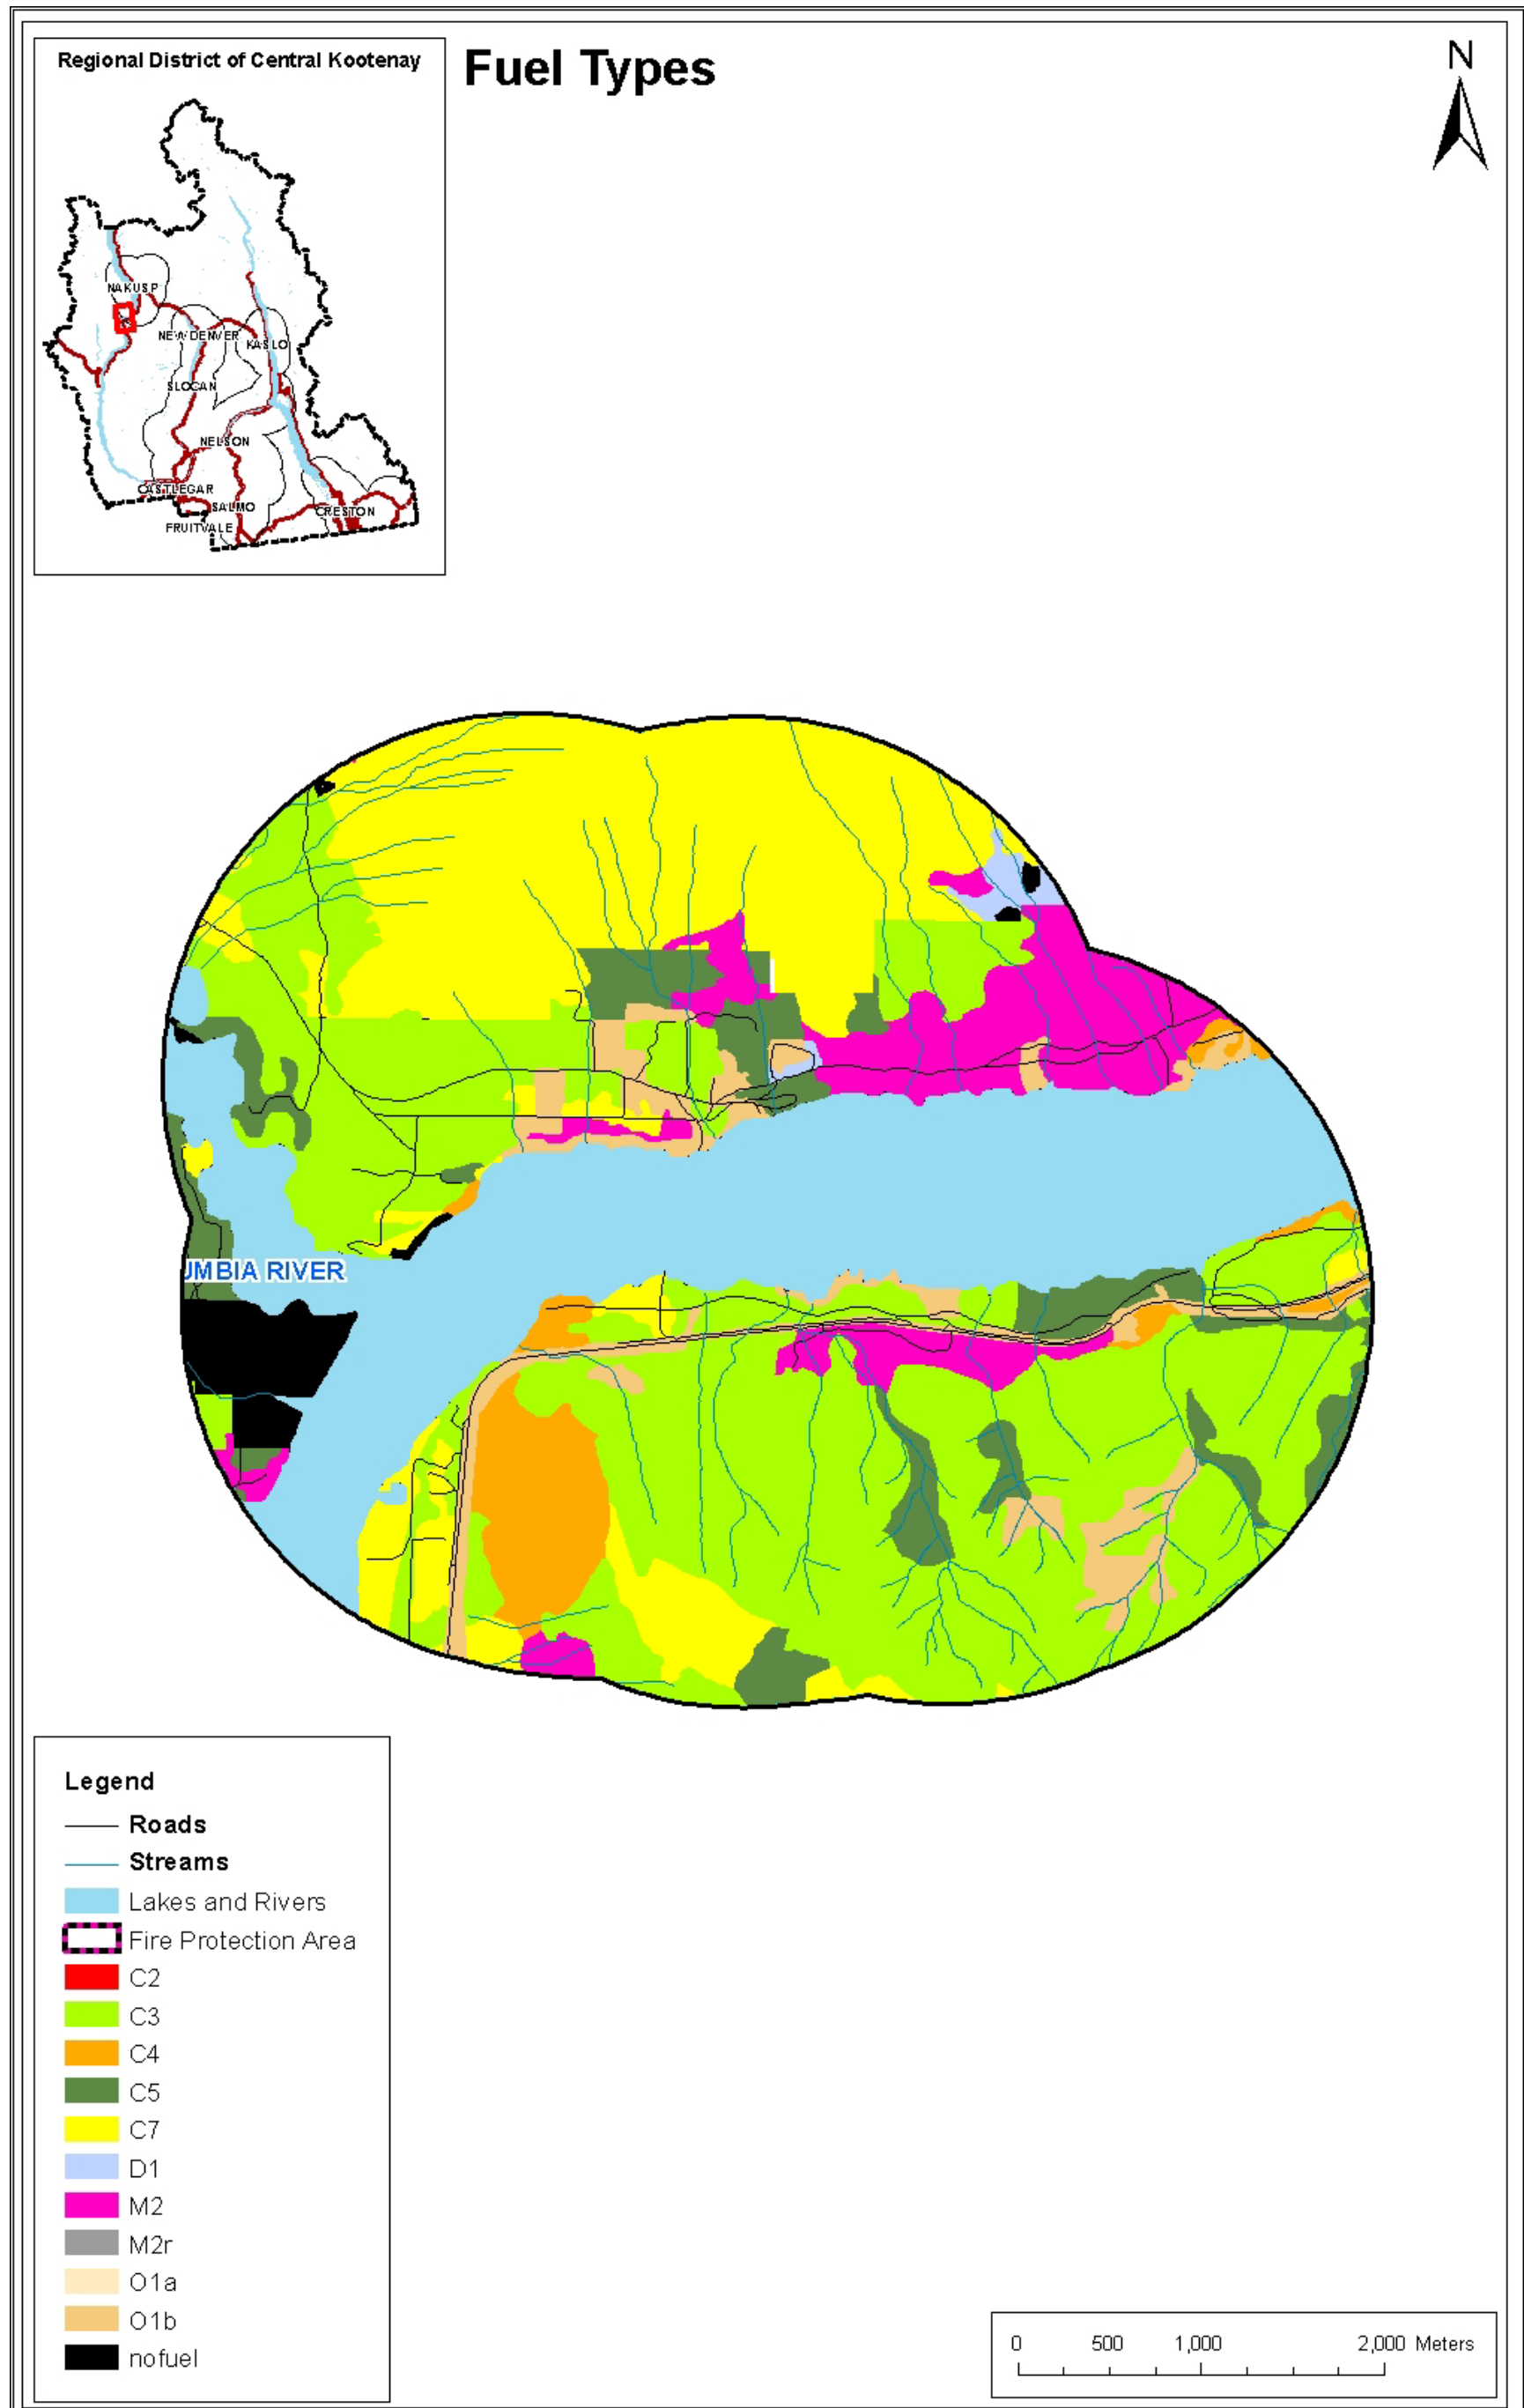 Regional District of Central Kootenay
Fuel Types
N
NAKUSP
NEW DENVER
KASLO
SLOCAN
NELSON
CASTLEGAR
SALMO
CRESTON
FRUITVALE
UMBIA RIVER
Legend
Roads
Streams
Lakes and Rivers
Fire Protection Area
C2
C3
C4
C5
C7
D1
M2
M2r
O1a
O1b
nofuel
0 500 1,000 2,000 Meters